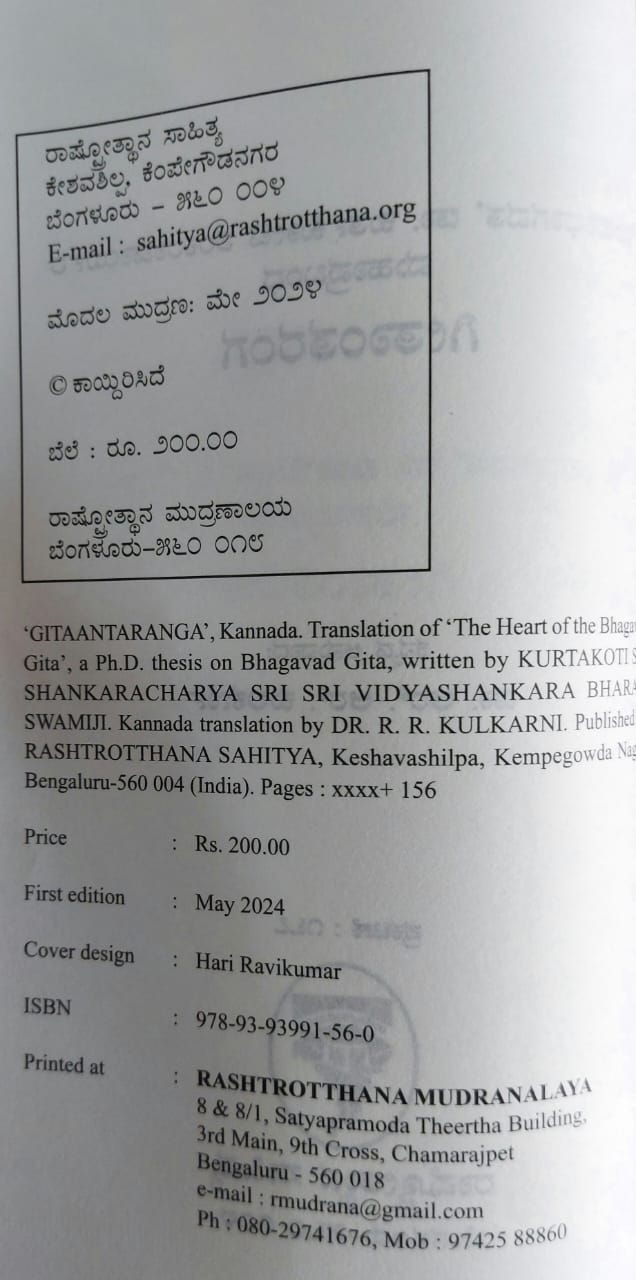 ರಾಷ್ಟ್ರೋತ್ಥಾನ ಸಾಹಿತ್ಯ
ಕೇಶವಶಿಲ್ಪ, ಕೆಂಪೇಗೌಡನಗರ
ಬೆಂಗಳೂರು – ೫೬೦ ೦೦೪
E-mail : sahitya@rashtrotthana.org
ಮೊದಲ ಮುದ್ರಣ: ಮೇ ೨೦೨೪
© ಕಾಯ್ದಿರಿಸಿದೆ
ಬೆಲೆ : ರೂ. ೨೦೦.೦೦
ರಾಷ್ಟ್ರೋತ್ಥಾನ ಮುದ್ರಣಾಲಯ
ಬೆಂಗಳೂರು–೫೬೦ ೦೧೮
‘GITAANTARANGA’, Kannada. Translation of ‘The Heart of the
Gita’, a Ph.D. thesis on Bhagavad Gita, written by KURTAKOTI
SHANKARACHARYA SRI SRI VIDYASHANKARA
SWAMIJI. Kannada translation by DR. R. R. KULKARNI. Published
RASHTROTTHANA SAHITYA, Keshavashilpa, Kempegowda
Bengaluru-560 004 (India). Pages : xxxx+ 156
Price : Rs. 200.00
First edition : May 2024
Cover design : Hari Ravikumar
ISBN : 978-93-93991-56-0
Printed at : RASHTROTTHANA MUDRANALAYA
8 & 8/1, Satyapramoda Theertha Building,
3rd Main, 9th Cross, Chamarajpet
Bengaluru - 560 018
e-mail : rmudrana@gmail.com
Ph : 080-29741676, Mob : 97425 88860